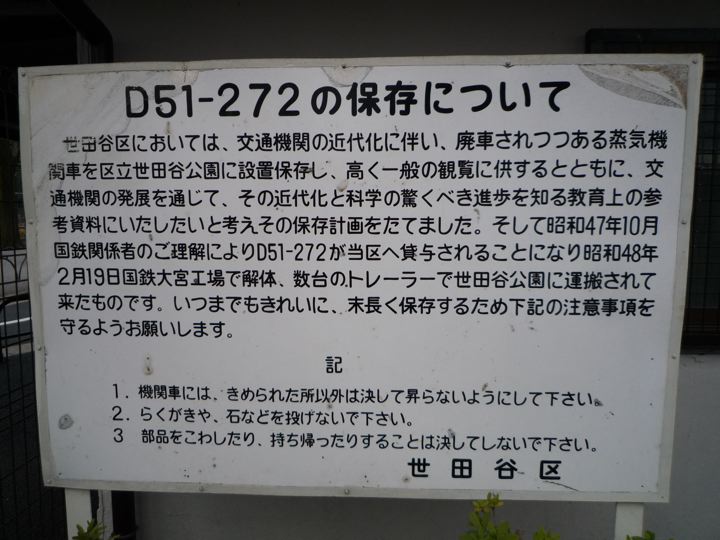 D51-272の保存について
世田谷区においては、交通機関の近代化に伴い、廃車されつつある蒸気機
関車を区立世田谷公園に設置保存し、高く一般の観覧に供するとともに、交
通機関の発展を通じて、その近代化と科学の驚くべき進歩を知る教育上の参
考資料にいたしたいと考えその保存計画をたてました。そして昭和47年10月
国鉄関係者のご理解によりD51-272が当区へ貸与されることになり昭和48年
2月19日国鉄大宮工場で解体、数台のトレーラーで世田谷公園に運搬されて
来たものです。いつまでもきれいに、末長く保存するため下記の注意事項を
守るようお願いします。
記
1. 機関車には、きめられた所以外は決して昇らないようにして下さい。
2. らくがきや、石などを投げないで下さい。
3 部品をこわしたり、持ち帰ったりすることは決してしないで下さい。
世田谷区